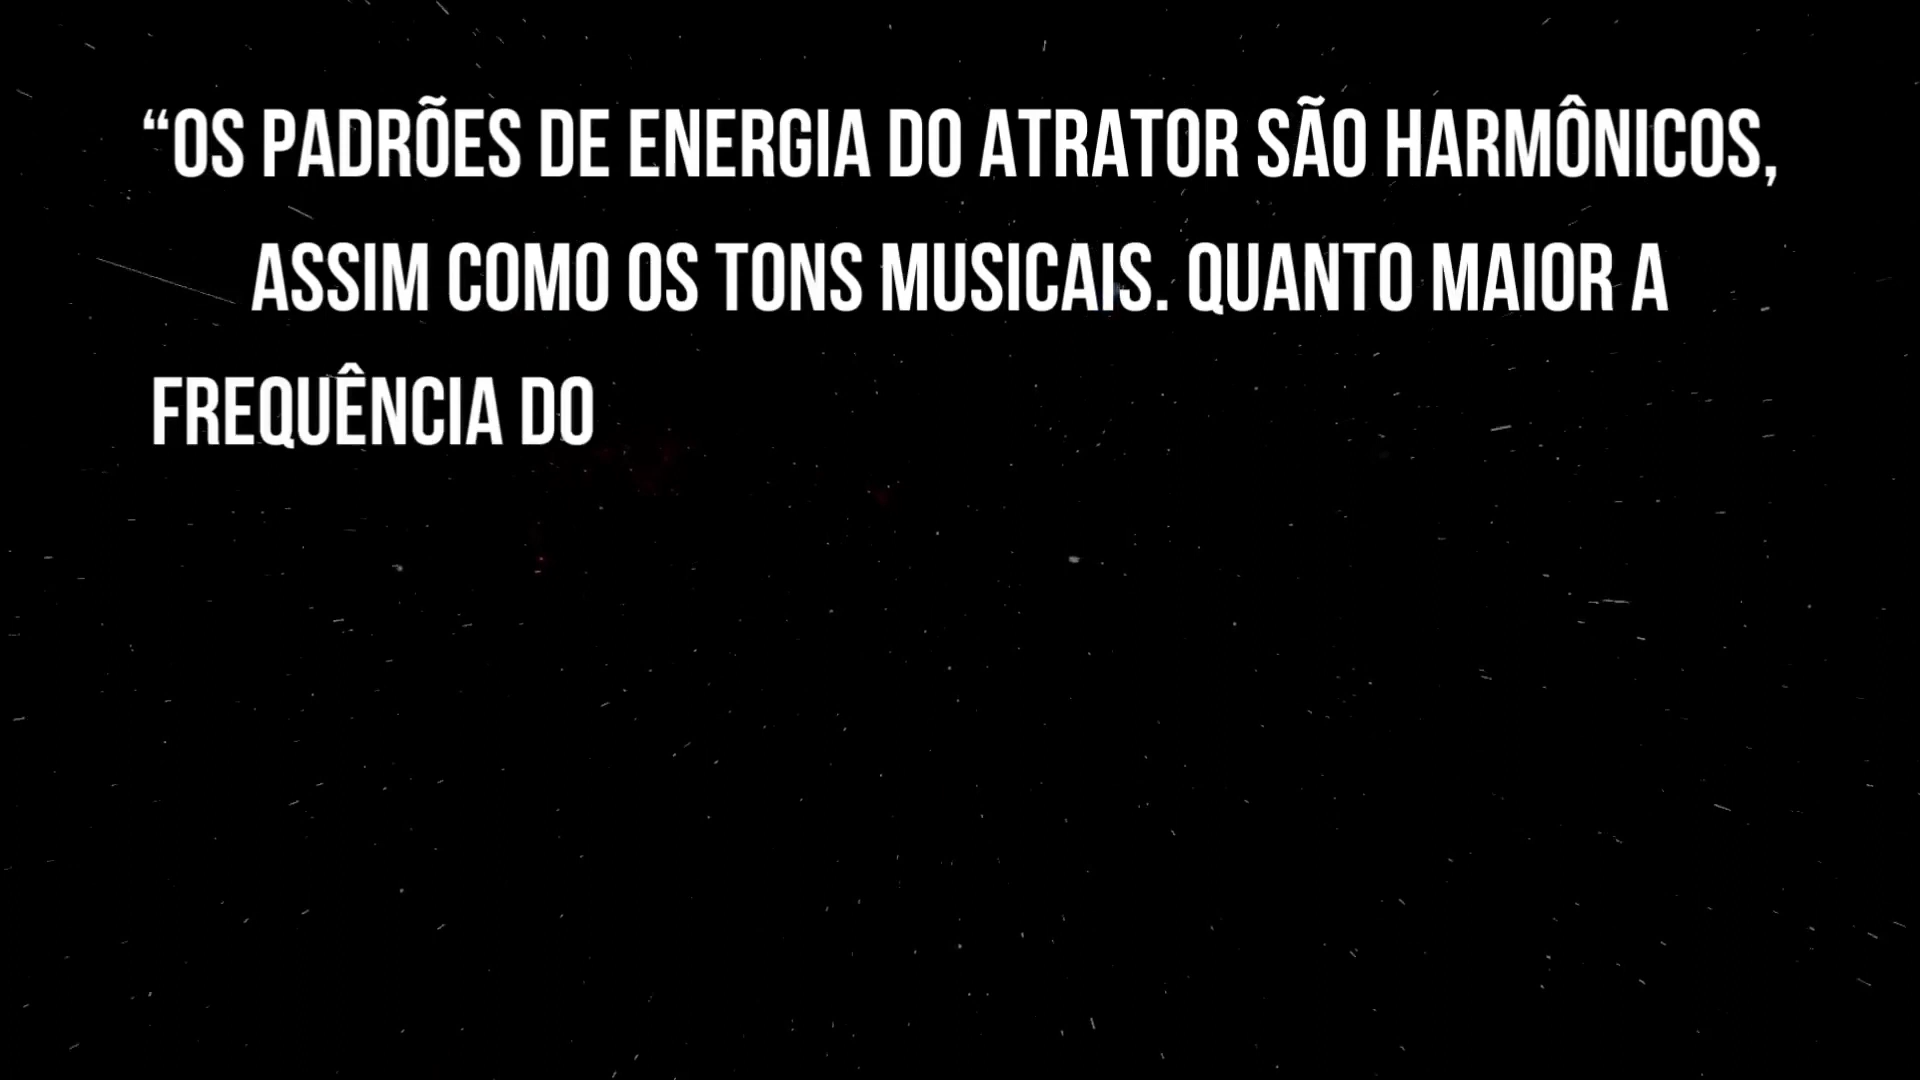 “OS PADRÕES DE ENERGIA DO ATRATOR SÃO HARMÔNICOS,
ASSIM COMO OS TONS MUSICAIS. QUANTO MAIOR A
FREQUÊNCIA DO